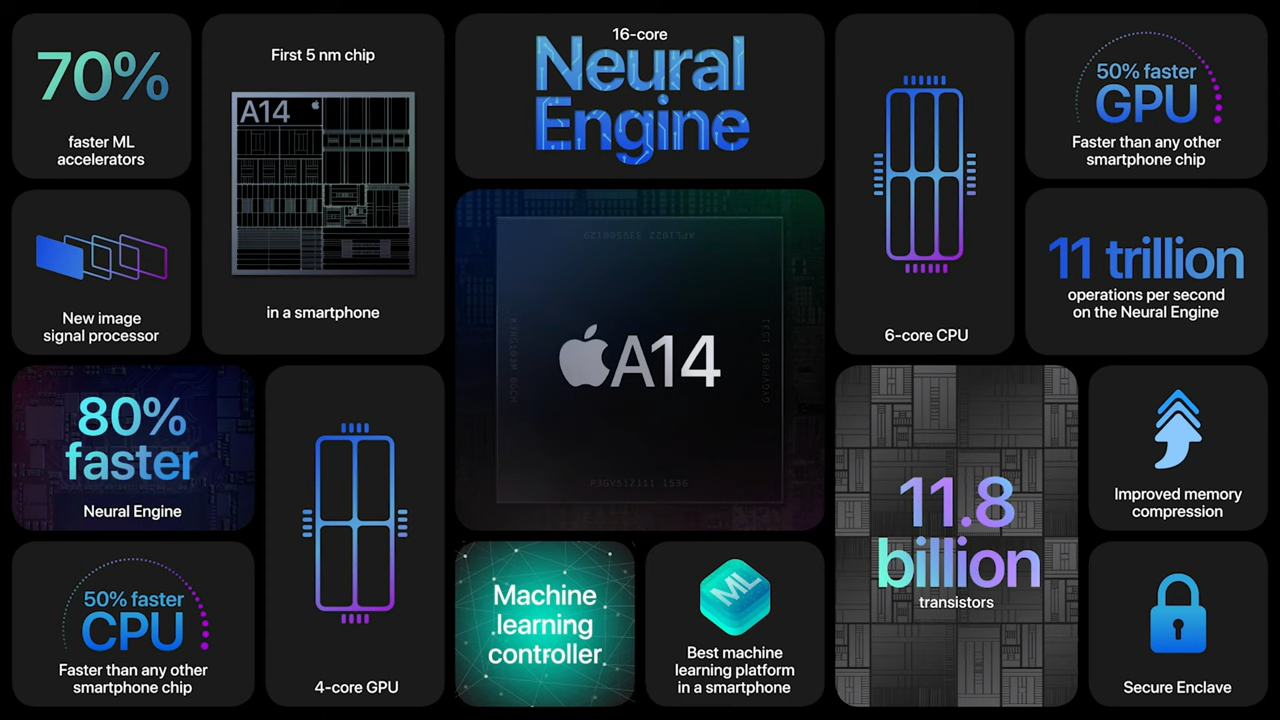 70%
faster ML
accelerators
First 5 nm chip
A14
in a smartphone
16-core
Neural
Engine
6-core CPU
50% faster
GPU
Faster than any other
smartphone chip
New image
signal processor
A14
11 trillion
operations per second
on the Neural Engine
80%
faster
Neural Engine
4-core GPU
11.8
billion
transistors
Improved memory
compression
50% faster
CPU
Faster than any other
smartphone chip
Machine
learning
controller
ML
Best machine
learning platform
in a smartphone
Secure Enclave